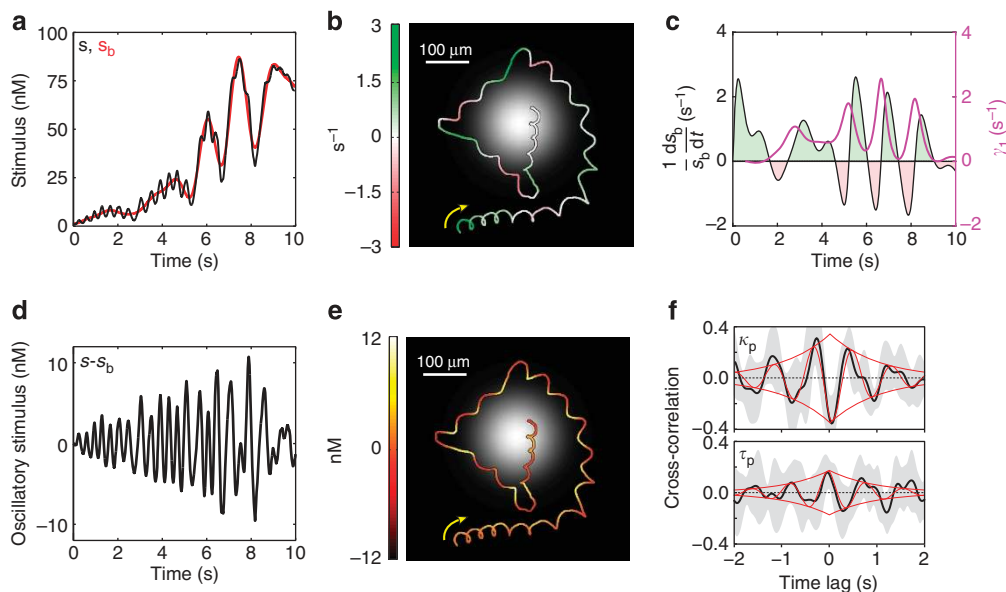 a
s, s_b
100
75
50
25
0
Stimulus (nM)
0 2 4 6 8 10
Time (s)
b
3
1.5
0
−1.5
−3
s⁻¹
100 μm
c
4
2
0
−2
1 ds_b
s_b dt (s⁻¹)
4
2
0
−2
γ₁ (s⁻¹)
0 2 4 6 8 10
Time (s)
d
s-s_b
10
0
−10
Oscillatory stimulus (nM)
0 2 4 6 8 10
Time (s)
e
12
0
−12
nM
100 μm
f
0.4
0.0
−0.4
κ_p
0.4
0.0
−0.4
τ_p
Cross-correlation
−2 −1 0 1 2
Time lag (s)